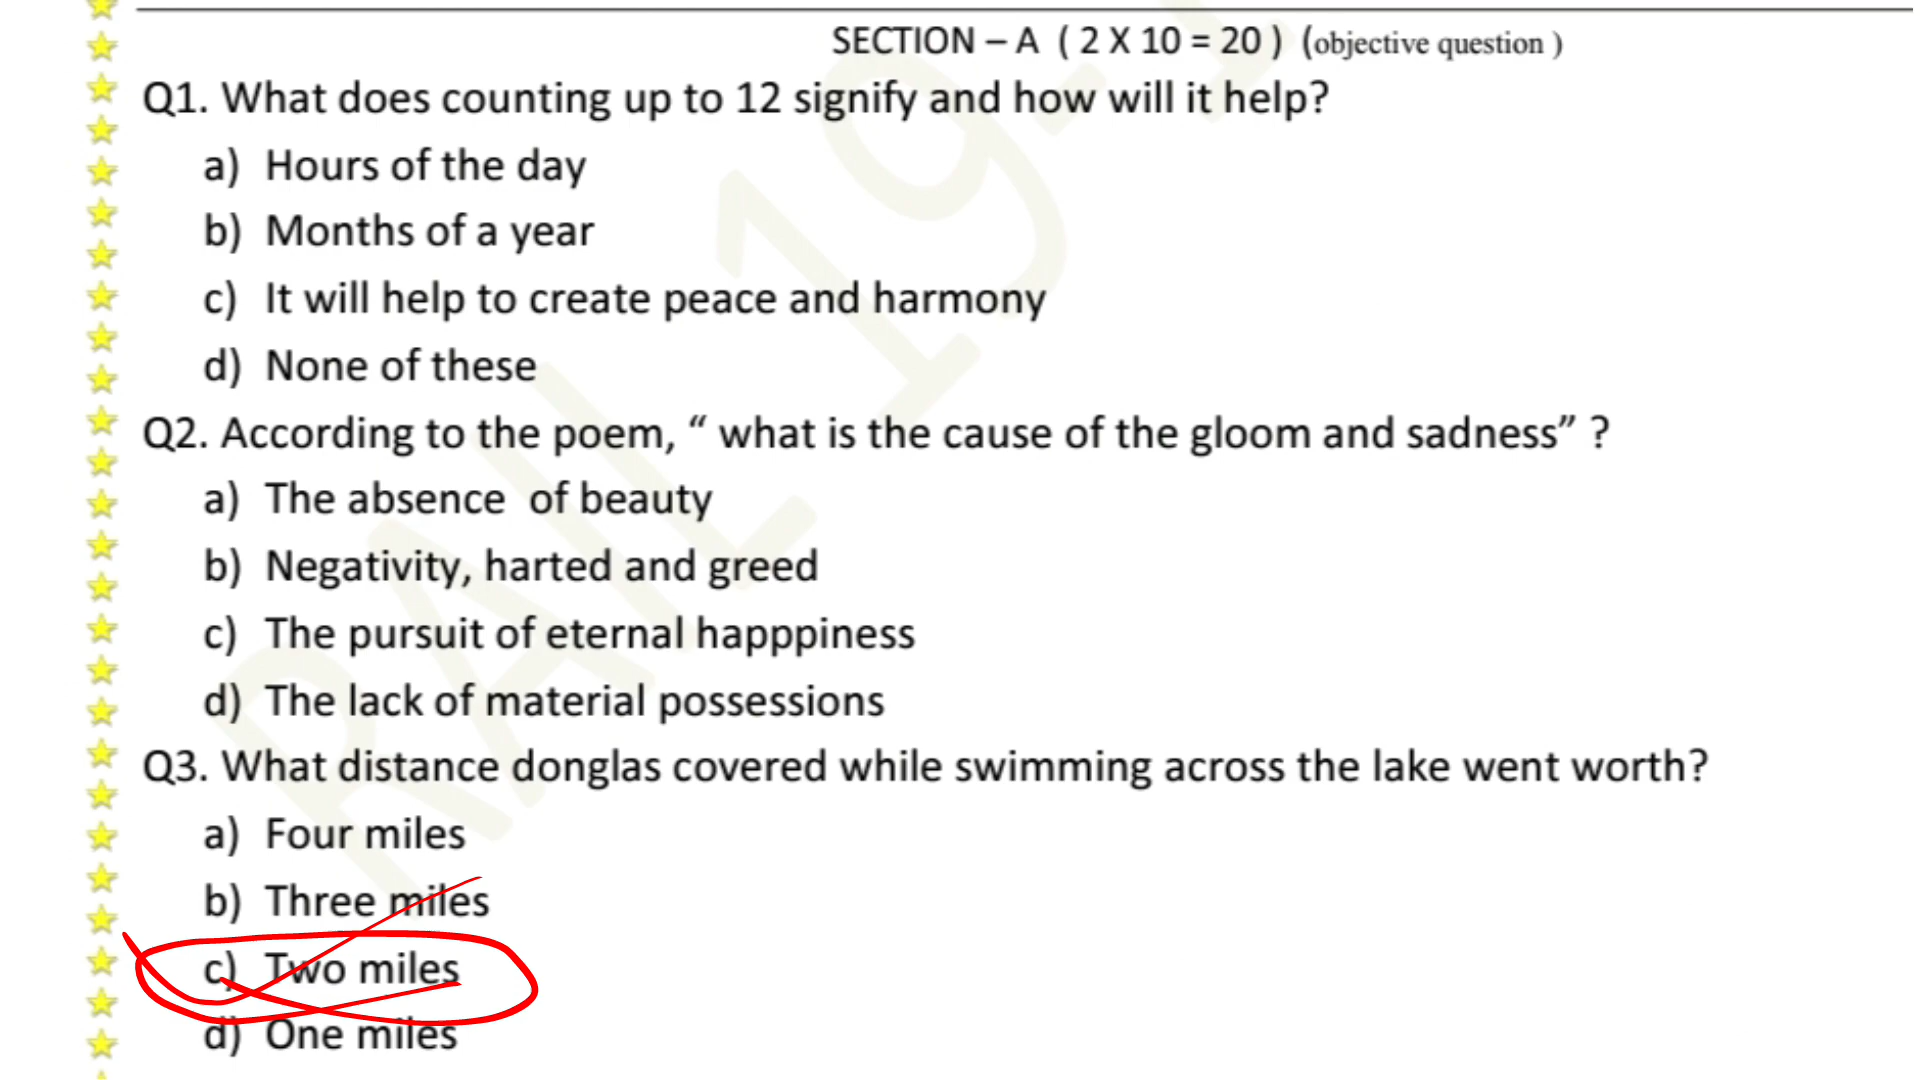 SECTION – A ( 2 X 10 = 20 ) (objective question )
Q1. What does counting up to 12 signify and how will it help?
a) Hours of the day
b) Months of a year
c) It will help to create peace and harmony
d) None of these
Q2. According to the poem, “ what is the cause of the gloom and sadness” ?
a) The absence of beauty
b) Negativity, harted and greed
c) The pursuit of eternal happpiness
d) The lack of material possessions
Q3. What distance donglas covered while swimming across the lake went worth?
a) Four miles
b) Three miles
c) Two miles
d) One miles